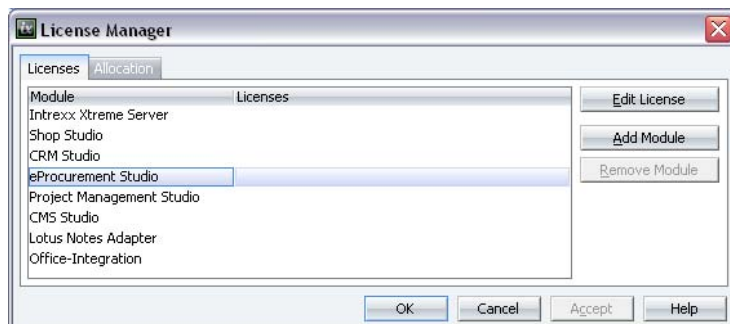 ix License Manager
Licenses Allocation
Module Licenses
Intrexx Xtreme Server
Shop Studio
CRM Studio
eProcurement Studio
Project Management Studio
CMS Studio
Lotus Notes Adapter
Office-Integration
Edit License
Add Module
Remove Module
OK Cancel Accept Help